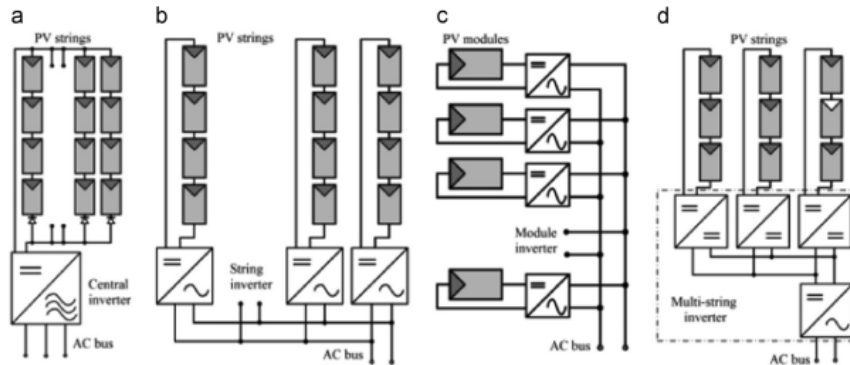 a
PV strings
Central
inverter
AC bus
b
PV strings
String
inverter
AC bus
c
PV modules
Module
inverter
AC bus
d
PV strings
Multi-string
inverter
AC bus